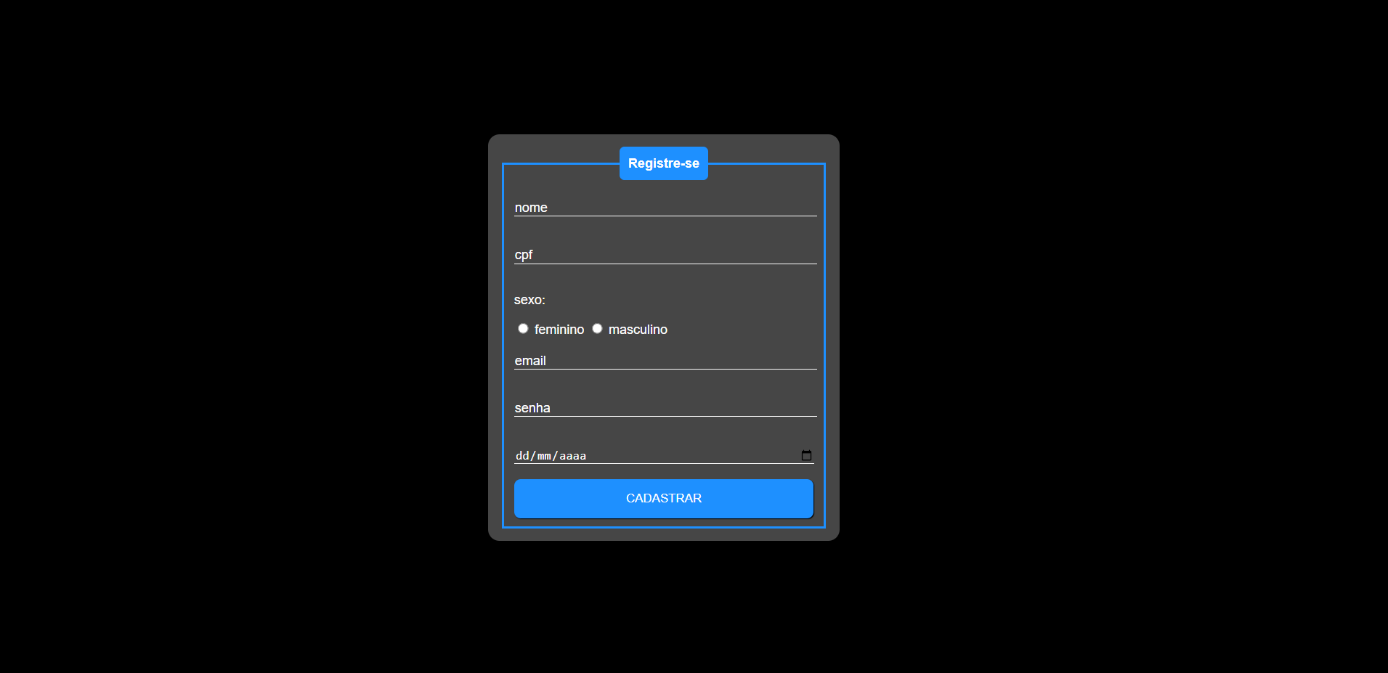 Registre-se
nome
cpf
sexo:
feminino masculino
email
senha
dd/mm/aaaa
CADASTRAR